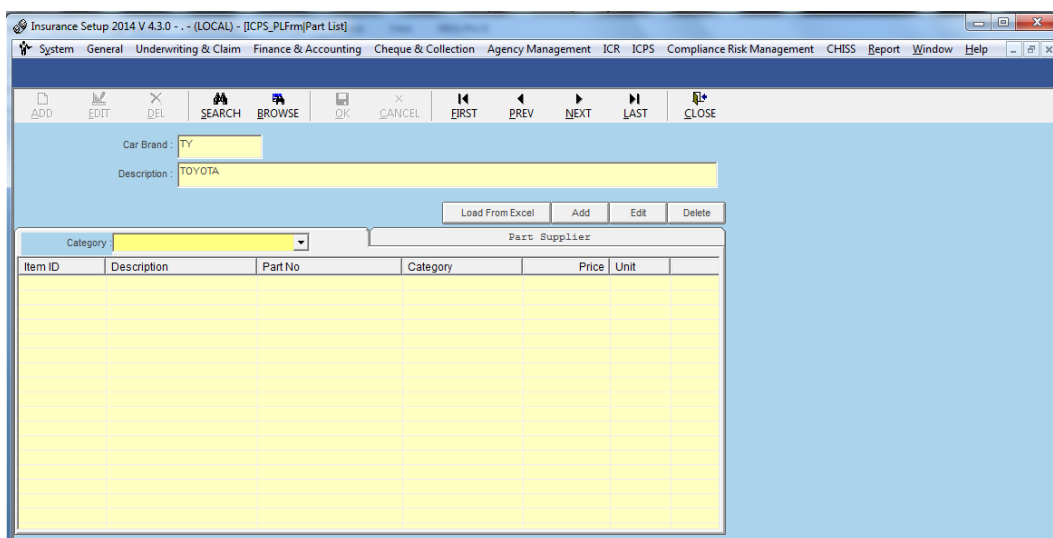 Insurance Setup 2014 V 4.3.0 - . - (LOCAL) - [ICPS_PLFrm|Part List]
System General Underwriting & Claim Finance & Accounting Cheque & Collection Agency Management ICR ICPS Compliance Risk Management CHISS Report Window Help
ADD EDIT DEL SEARCH BROWSE OK CANCEL FIRST PREV NEXT LAST CLOSE
Car Brand : TY
Description : TOYOTA
Load From Excel Add Edit Delete
Category : Part Supplier
Item ID Description Part No Category Price Unit